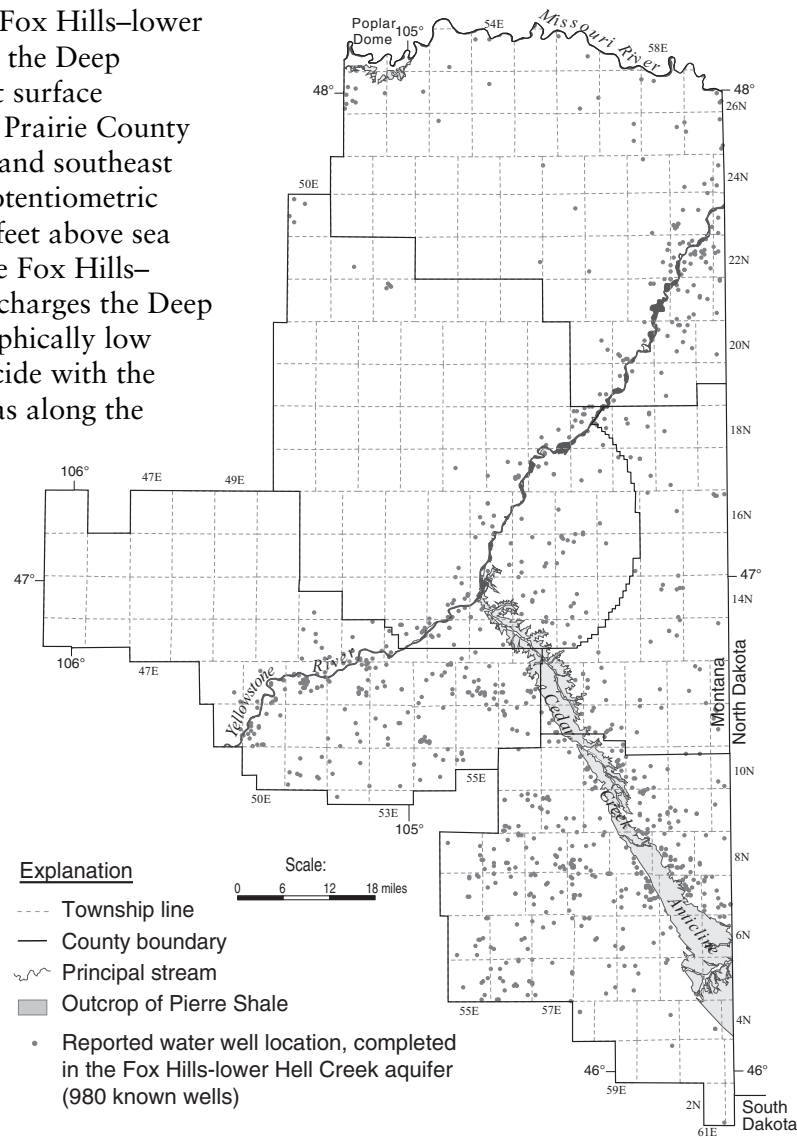 Fox Hills–lower
the Deep
t surface
Prairie County
and southeast
otentiometric
feet above sea
e Fox Hills–
charges the Deep
phically low
cide with the
as along the
Poplar
Dome
105°
54E
Missouri River
58E
48°
48°
26N
24N
50E
22N
20N
18N
106°
47E
49E
16N
47°
47°
14N
106°
47E
Yellowstone
River
Cedar
Montana
North Dakota
10N
50E
55E
53E
105°
Creek
8N
Anticline
6N
55E
57E
4N
46°
46°
59E
2N
South
Dakota
61E
Explanation
Scale:
0 6 12 18 miles
Township line
County boundary
Principal stream
Outcrop of Pierre Shale
Reported water well location, completed
in the Fox Hills-lower Hell Creek aquifer
(980 known wells)